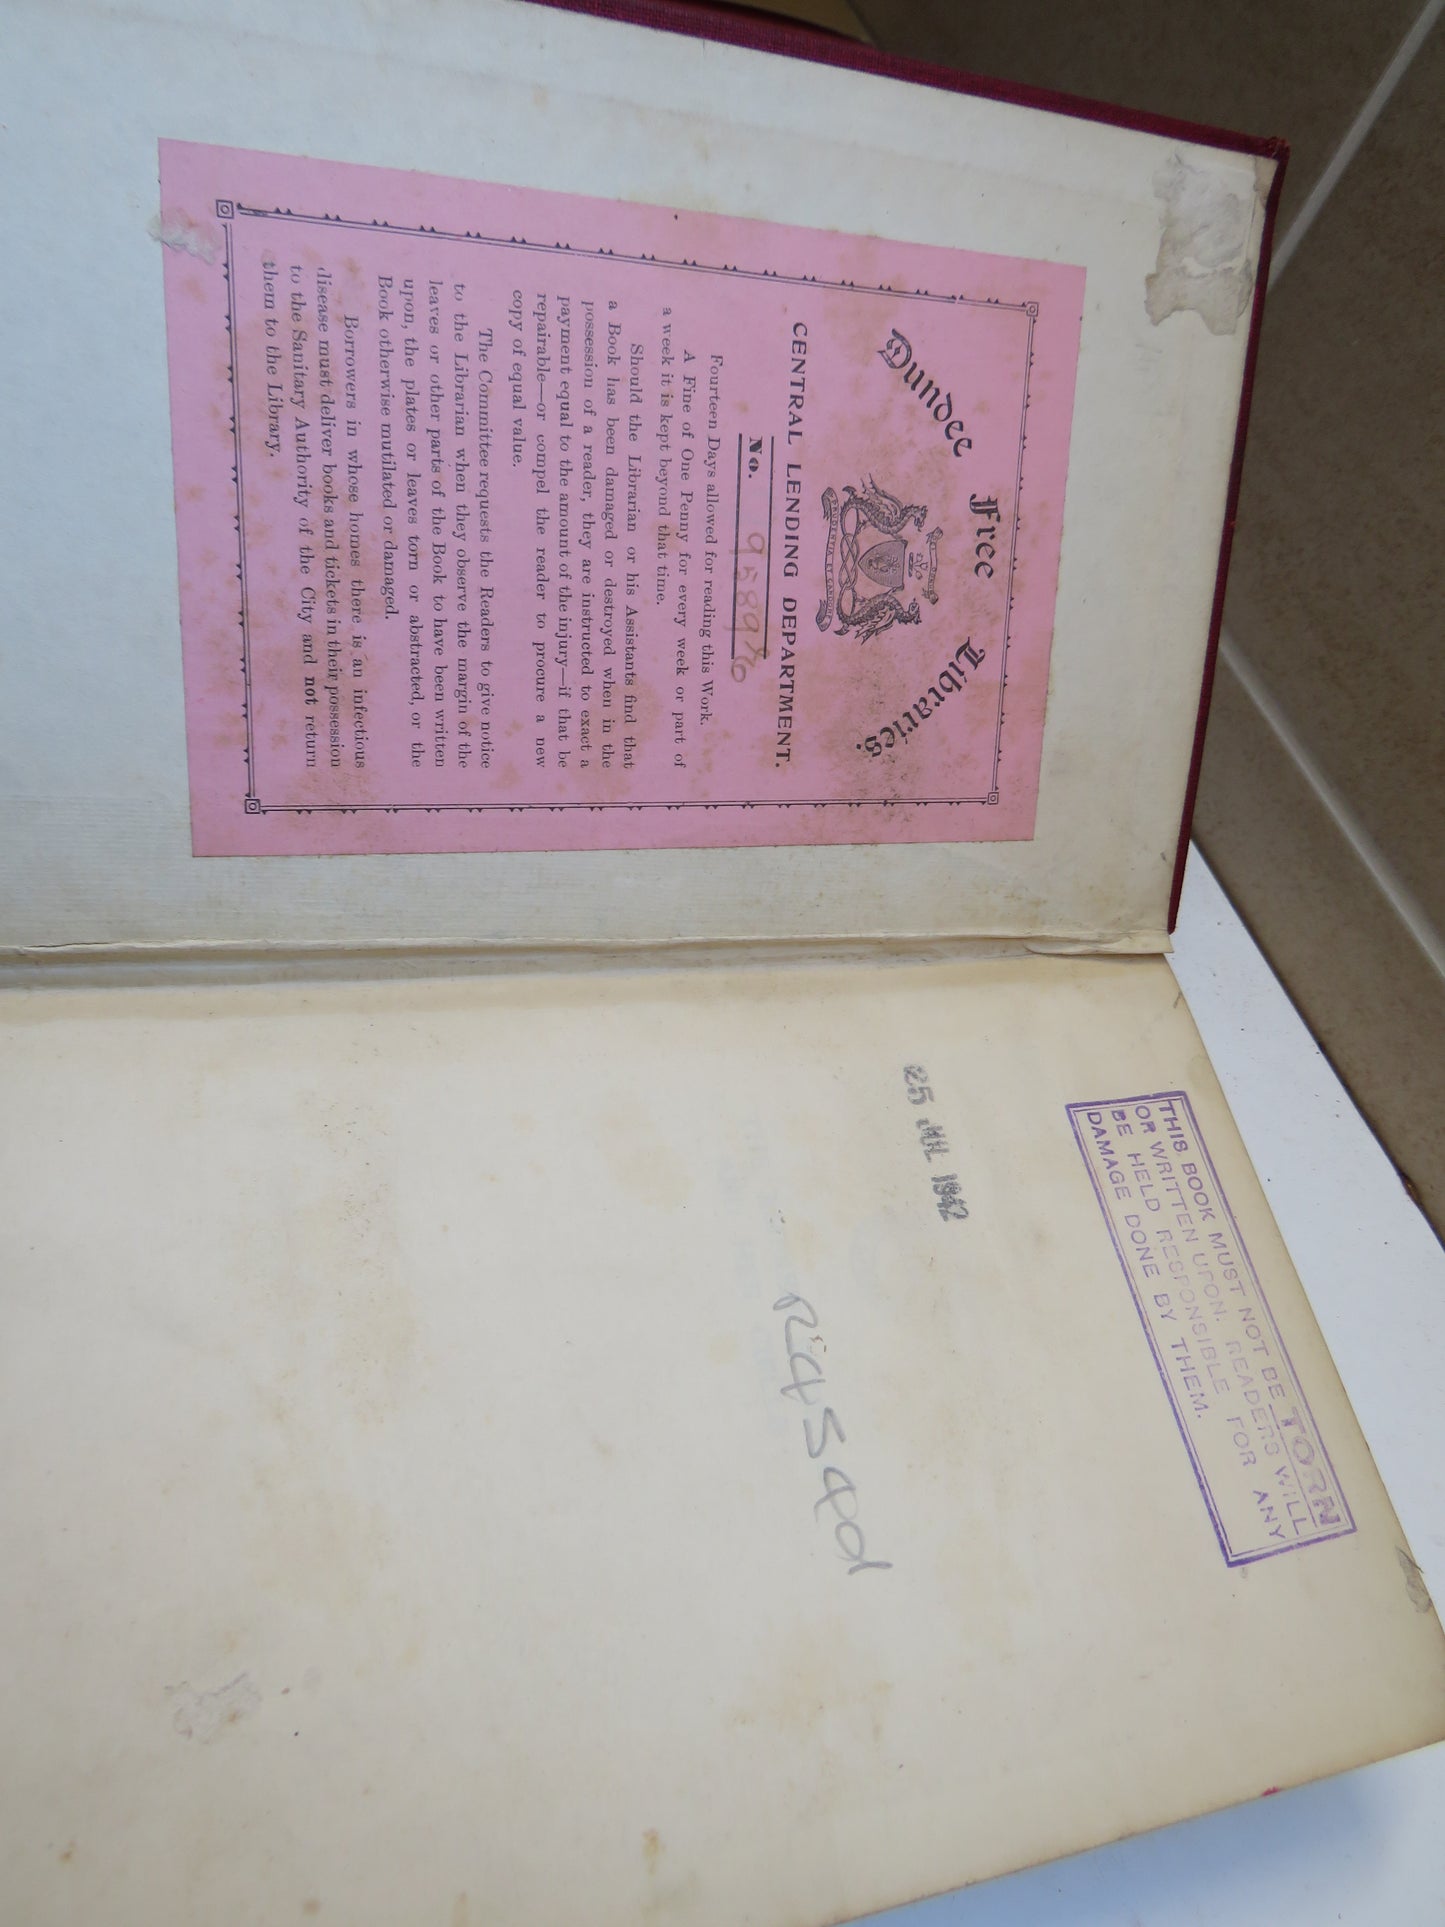 Dundee Free Libraries.
PRUDENTIA ET CANDORE
CENTRAL LENDING DEPARTMENT.
No.
Fourteen Days allowed for reading this Work.
A Fine of One Penny for every week or part of
a week it is kept beyond that time.
Should the Librarian or his Assistants find that
a Book has been damaged or destroyed when in the
possession of a reader, they are instructed to exact a
payment equal to the amount of the injury—if that be
repairable—or compel the reader to procure a new
copy of equal value.
The Committee requests the Readers to give notice
to the Librarian when they observe the margin of the
leaves or other parts of the Book to have been written
upon, the plates or leaves torn or abstracted, or the
Book otherwise mutilated or damaged.
Borrowers in whose homes there is an infectious
disease must deliver books and tickets in their possession
to the Sanitary Authority of the City and not return
them to the Library.
THIS BOOK MUST NOT BE TORN
OR WRITTEN UPON. READERS WILL
BE HELD RESPONSIBLE FOR ANY
DAMAGE DONE BY THEM.
25 JUL 1942